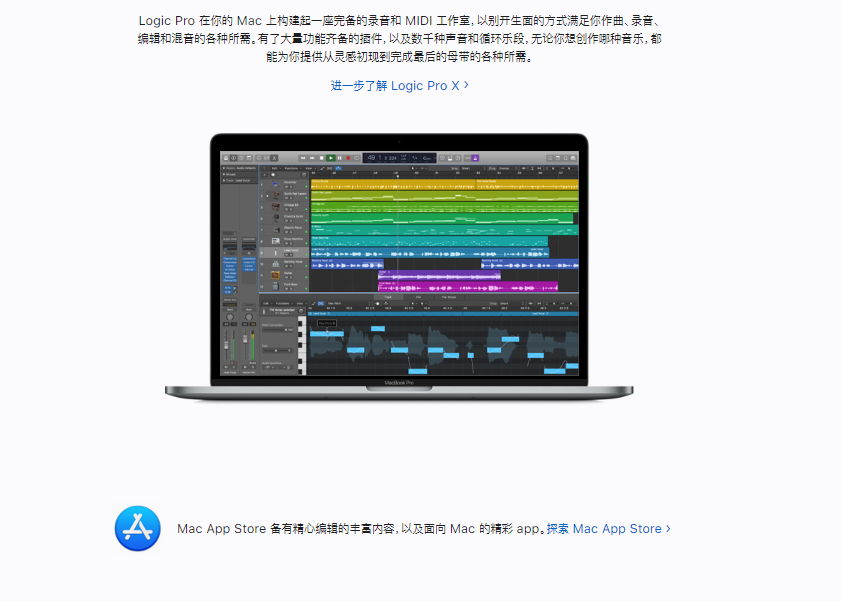 Logic Pro 在你的 Mac 上构建起一座完备的录音和 MIDI 工作室，以别开生面的方式满足你作曲、录音、
编辑和混音的各种所需。有了大量功能齐备的插件，以及数千种声音和循环乐段，无论你想创作哪种音乐，都
能为你提供从灵感初现到完成最后的母带的各种所需。
进一步了解 Logic Pro X >
MacBook Pro
Mac App Store 备有精心编辑的丰富内容，以及面向 Mac 的精彩 app。探索 Mac App Store >